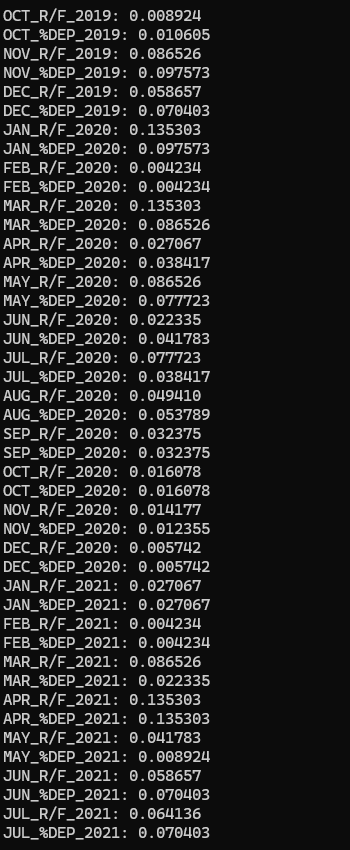 OCT_R/F_2019: 0.008924
OCT_%DEP_2019: 0.010605
NOV_R/F_2019: 0.086526
NOV_%DEP_2019: 0.097573
DEC_R/F_2019: 0.058657
DEC_%DEP_2019: 0.070403
JAN_R/F_2020: 0.135303
JAN_%DEP_2020: 0.097573
FEB_R/F_2020: 0.004234
FEB_%DEP_2020: 0.004234
MAR_R/F_2020: 0.135303
MAR_%DEP_2020: 0.086526
APR_R/F_2020: 0.027067
APR_%DEP_2020: 0.038417
MAY_R/F_2020: 0.086526
MAY_%DEP_2020: 0.077723
JUN_R/F_2020: 0.022335
JUN_%DEP_2020: 0.041783
JUL_R/F_2020: 0.077723
JUL_%DEP_2020: 0.038417
AUG_R/F_2020: 0.049410
AUG_%DEP_2020: 0.053789
SEP_R/F_2020: 0.032375
SEP_%DEP_2020: 0.032375
OCT_R/F_2020: 0.016078
OCT_%DEP_2020: 0.016078
NOV_R/F_2020: 0.014177
NOV_%DEP_2020: 0.012355
DEC_R/F_2020: 0.005742
DEC_%DEP_2020: 0.005742
JAN_R/F_2021: 0.027067
JAN_%DEP_2021: 0.027067
FEB_R/F_2021: 0.004234
FEB_%DEP_2021: 0.004234
MAR_R/F_2021: 0.086526
MAR_%DEP_2021: 0.022335
APR_R/F_2021: 0.135303
APR_%DEP_2021: 0.135303
MAY_R/F_2021: 0.041783
MAY_%DEP_2021: 0.008924
JUN_R/F_2021: 0.058657
JUN_%DEP_2021: 0.070403
JUL_R/F_2021: 0.064136
JUL_%DEP_2021: 0.070403